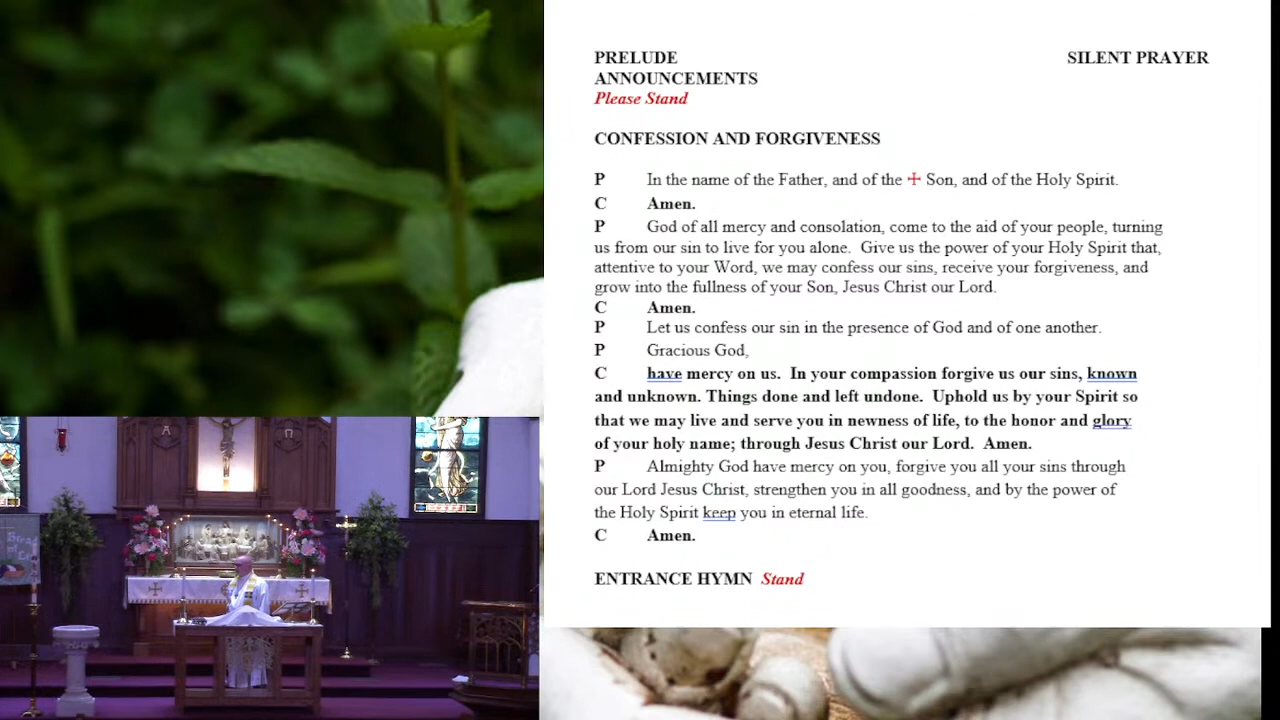 PRELUDE SILENT PRAYER
ANNOUNCEMENTS
Please Stand
CONFESSION AND FORGIVENESS
P In the name of the Father, and of the ☩ Son, and of the Holy Spirit.
C Amen.
P God of all mercy and consolation, come to the aid of your people, turning
us from our sin to live for you alone. Give us the power of your Holy Spirit that,
attentive to your Word, we may confess our sins, receive your forgiveness, and
grow into the fullness of your Son, Jesus Christ our Lord.
C Amen.
P Let us confess our sin in the presence of God and of one another.
P Gracious God,
C have mercy on us. In your compassion forgive us our sins, known
and unknown. Things done and left undone. Uphold us by your Spirit so
that we may live and serve you in newness of life, to the honor and glory
of your holy name; through Jesus Christ our Lord. Amen.
P Almighty God have mercy on you, forgive you all your sins through
our Lord Jesus Christ, strengthen you in all goodness, and by the power of
the Holy Spirit keep you in eternal life.
C Amen.
ENTRANCE HYMN Stand